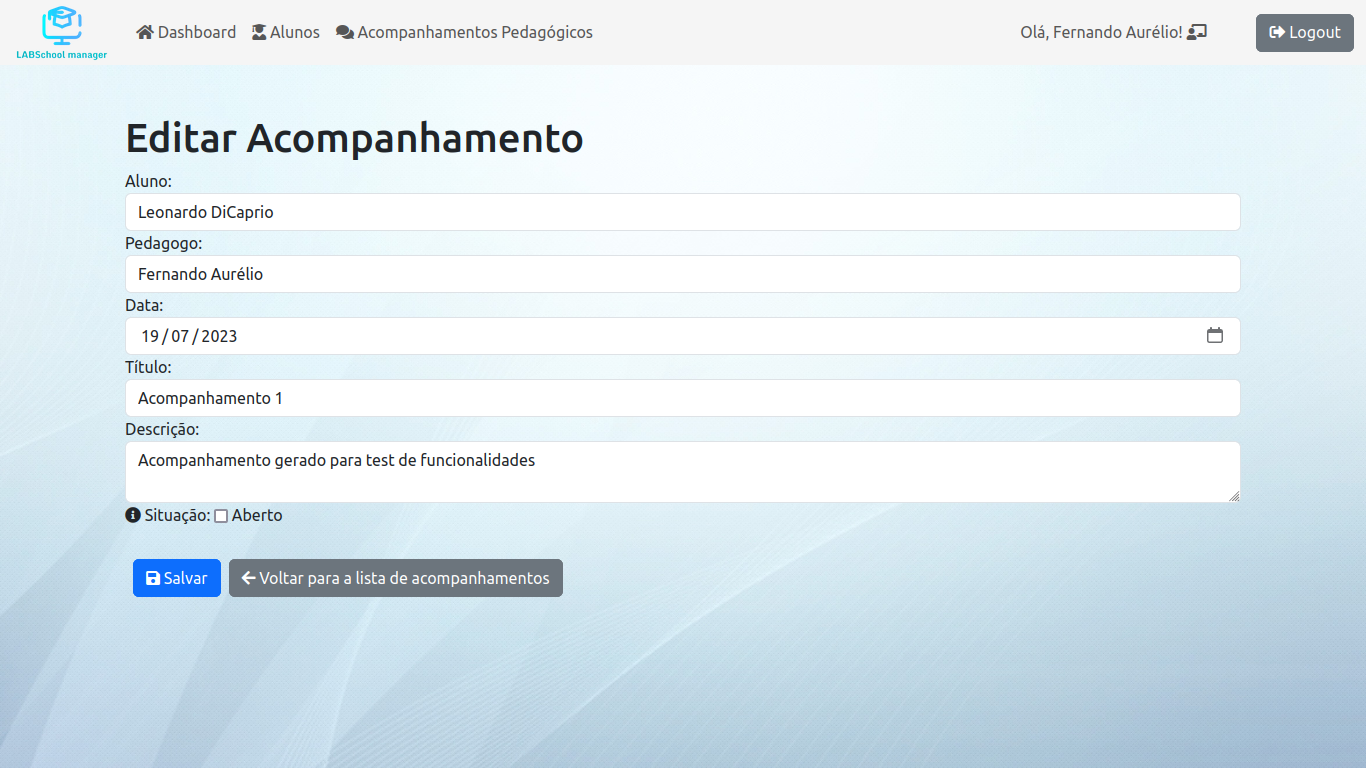 LABSchool manager
Dashboard Alunos Acompanhamentos Pedagógicos Olá, Fernando Aurélio! Logout
Editar Acompanhamento
Aluno:
Leonardo DiCaprio
Pedagogo:
Fernando Aurélio
Data:
19/07/2023
Título:
Acompanhamento 1
Descrição:
Acompanhamento gerado para test de funcionalidades
Situação: Aberto
Salvar Voltar para a lista de acompanhamentos